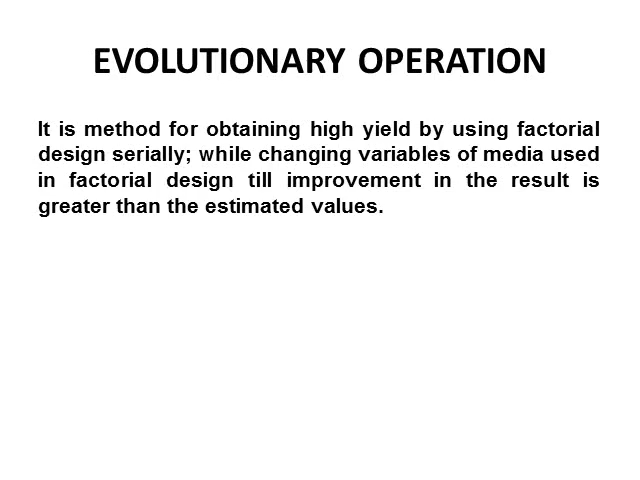 EVOLUTIONARY OPERATION
It is method for obtaining high yield by using factorial
design serially; while changing variables of media used
in factorial design till improvement in the result is
greater than the estimated values.